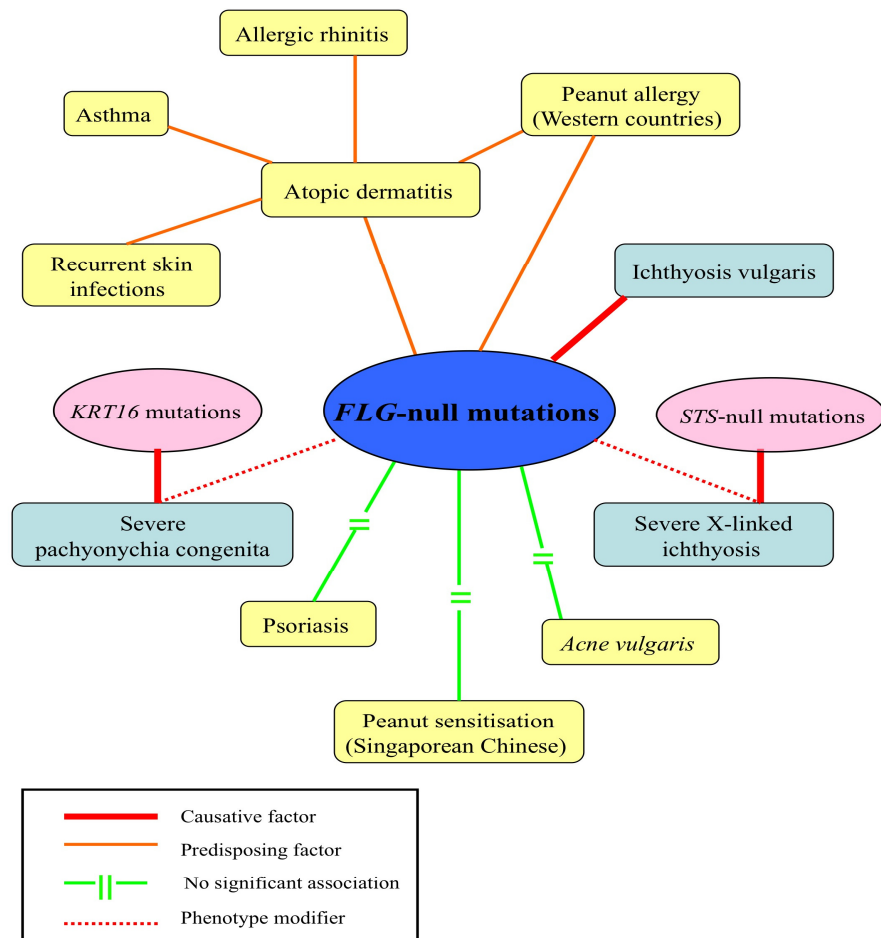 Allergic rhinitis
Asthma
Peanut allergy
(Western countries)
Atopic dermatitis
Recurrent skin
infections
Ichthyosis vulgaris
KRT16 mutations
FLG-null mutations
STS-null mutations
Severe
pachyonychia congenita
Severe X-linked
ichthyosis
Psoriasis
Acne vulgaris
Peanut sensitisation
(Singaporean Chinese)
Causative factor
Predisposing factor
No significant association
Phenotype modifier